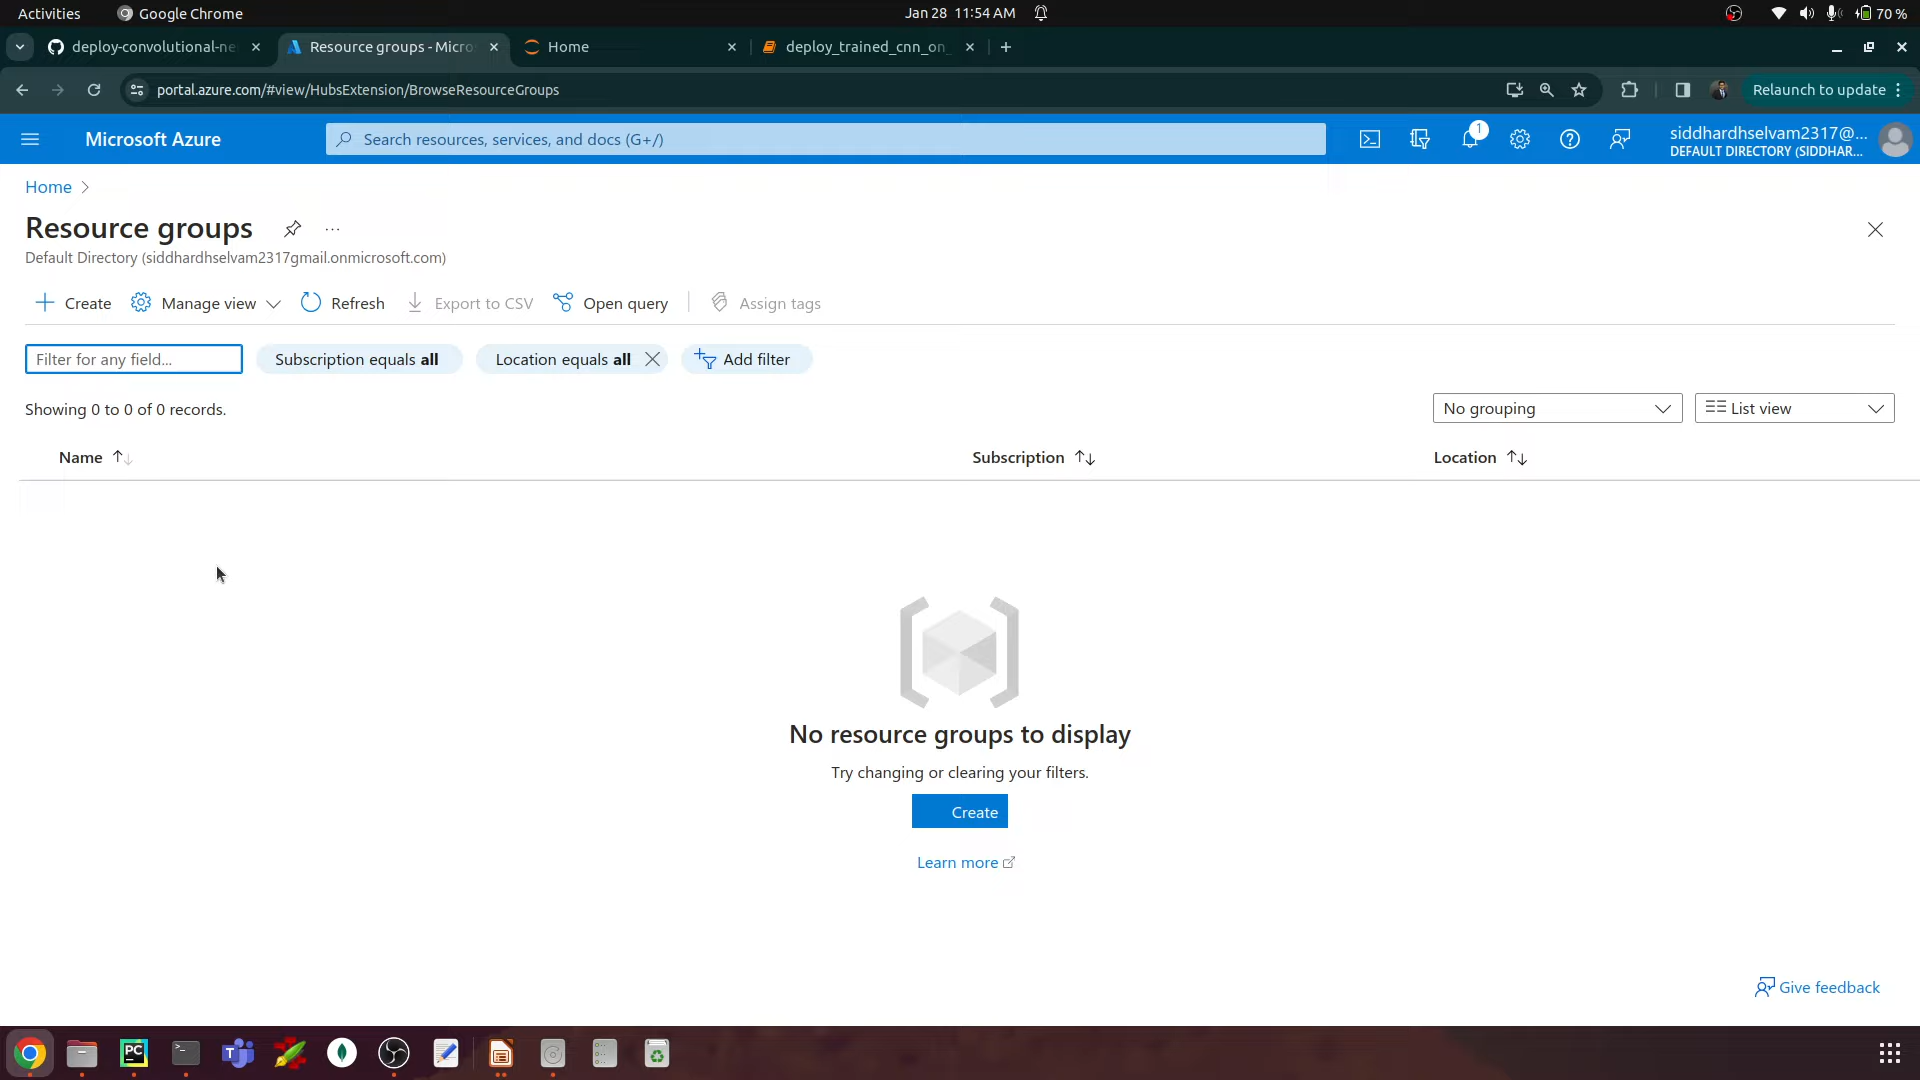 Activities
Google Chrome
Jan 28 11:54 AM
70 %
deploy-convolutional-ne
Resource groups - Micro
Home
deploy_trained_cnn_on_
portal.azure.com/#view/HubsExtension/BrowseResourceGroups
Relaunch to update
Microsoft Azure
Search resources, services, and docs (G+/)
1
siddhardhselvam2317@...
DEFAULT DIRECTORY (SIDDHAR...
Home
Resource groups
...
Default Directory (siddhardhselvam2317gmail.onmicrosoft.com)
Create
Manage view
Refresh
Export to CSV
Open query
Assign tags
Filter for any field...
Subscription equals all
Location equals all
Add filter
Showing 0 to 0 of 0 records.
No grouping
List view
Name
Subscription
Location
No resource groups to display
Try changing or clearing your filters.
Create
Learn more
Give feedback
PC